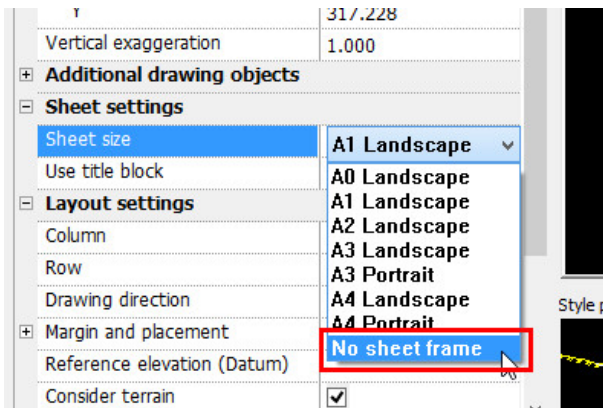 Y 317.228
Vertical exaggeration 1.000
Additional drawing objects
Sheet settings
Sheet size A1 Landscape
Use title block A0 Landscape
A1 Landscape
Layout settings
A2 Landscape
Column A3 Landscape
Row A3 Portrait
Drawing direction A4 Landscape
Style p
Margin and placement A4 Portrait
No sheet frame
Reference elevation (Datum)
Consider terrain